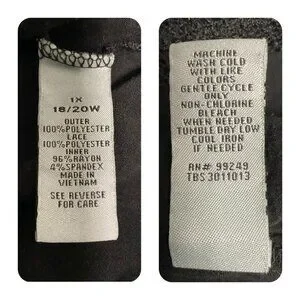 1X
18/20W
OUTER
100%POLYESTER
LACE
100%POLYESTER
INNER
96%RAYON
4%SPANDEX
MADE IN
VIETNAM
SEE REVERSE
FOR CARE
MACHINE
WASH COLD
WITH LIKE
COLORS
GENTLE CYCLE
ONLY
NON-CHLORINE
BLEACH
WHEN NEEDED
TUMBLE DRY LOW
COOL IRON
IF NEEDED
RN# 99249
TBS3011013